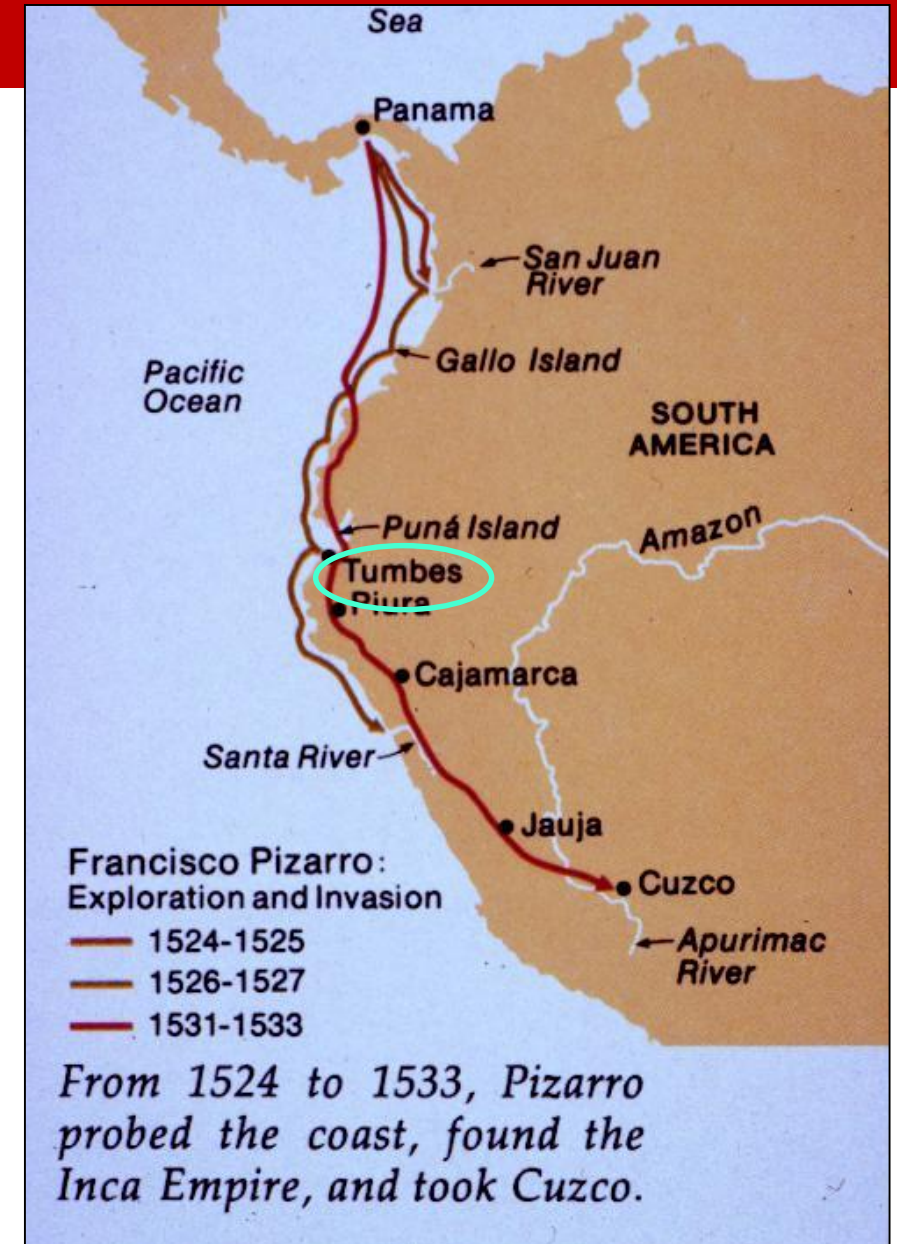 Sea
Panama
San Juan
River
Gallo Island
Pacific
Ocean
SOUTH
AMERICA
Puná Island
Amazon
Tumbes
Piura
Cajamarca
Santa River
Jauja
Francisco Pizarro:
Exploration and Invasion
Cuzco
1524-1525
Apurimac
River
1526-1527
1531-1533
From 1524 to 1533, Pizarro
probed the coast, found the
Inca Empire, and took Cuzco.